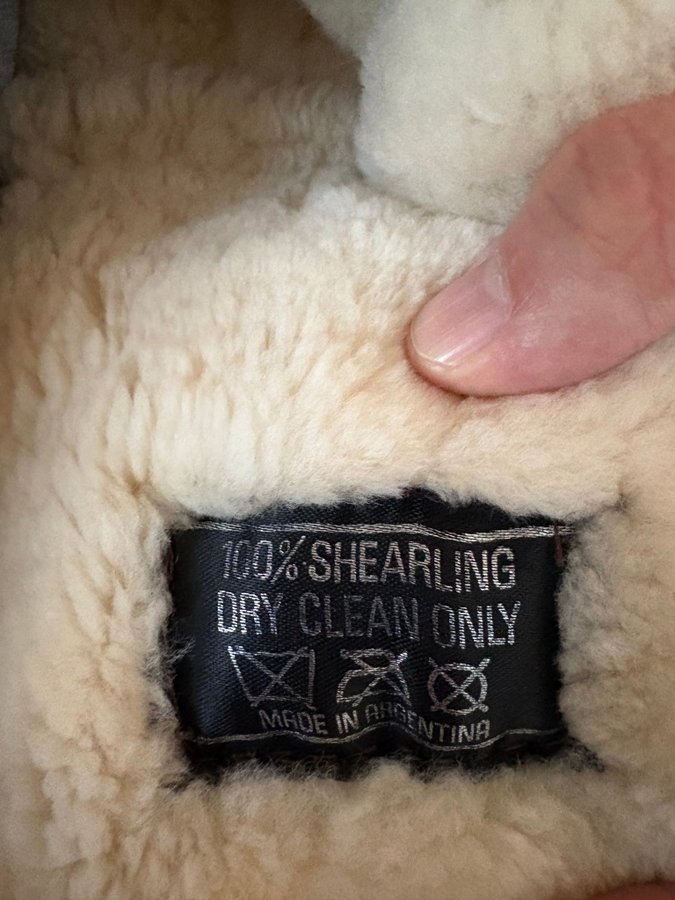 100% SHEARLING
DRY CLEAN ONLY
MADE IN ARGENTINA